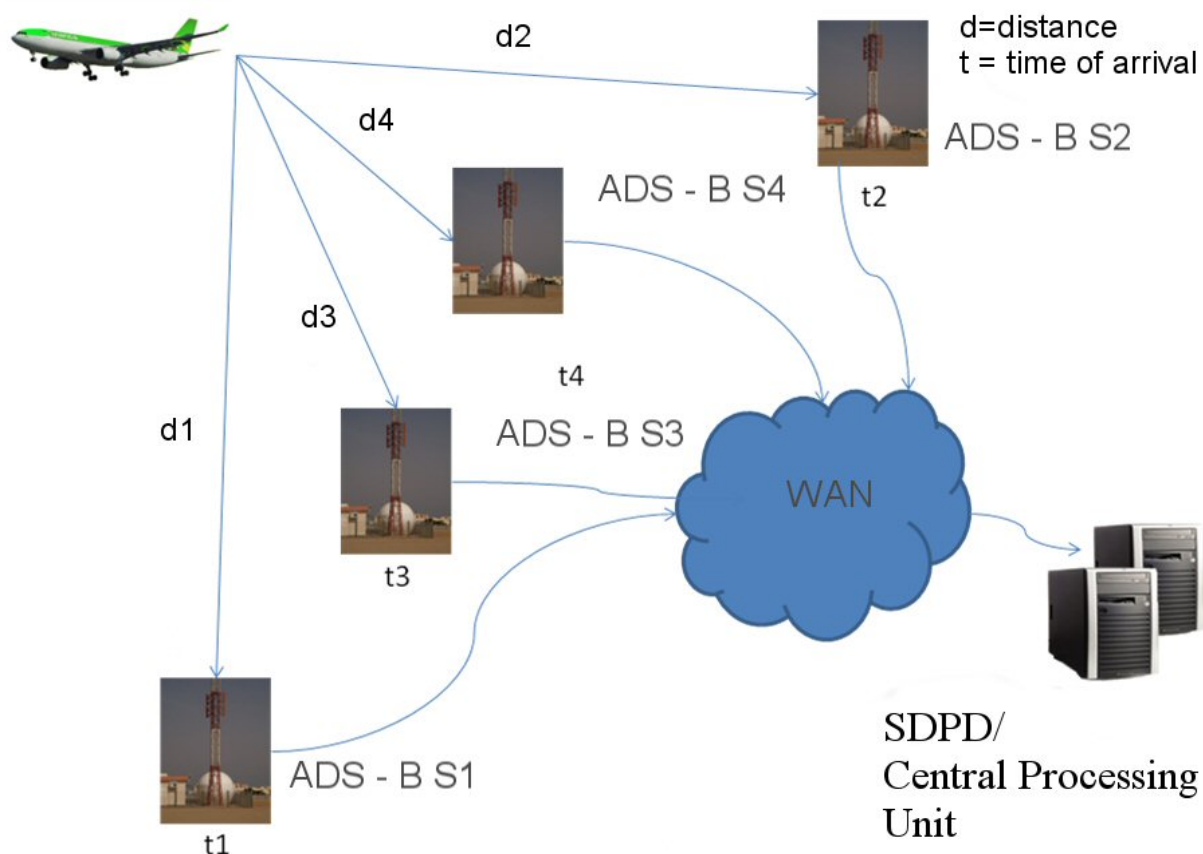 d2
d=distance
t = time of arrival
d4
ADS - B S2
ADS - B S4
t2
d3
t4
d1
ADS - B S3
WAN
t3
SDPD/
Central Processing
Unit
ADS - B S1
t1